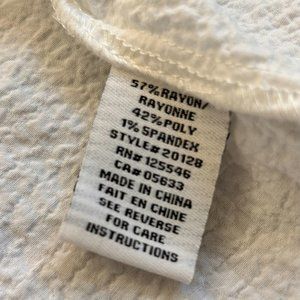 57% RAYON/
RAYONNE
42% POLY
1% SPANDEX
STYLE# 2012B
RN# 125546
CA# 05633
MADE IN CHINA
FAIT EN CHINE
SEE REVERSE
FOR CARE
INSTRUCTIONS